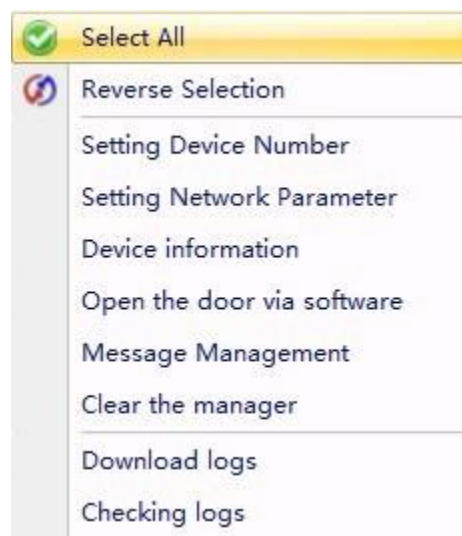 Select All
Reverse Selection
Setting Device Number
Setting Network Parameter
Device information
Open the door via software
Message Management
Clear the manager
Download logs
Checking logs